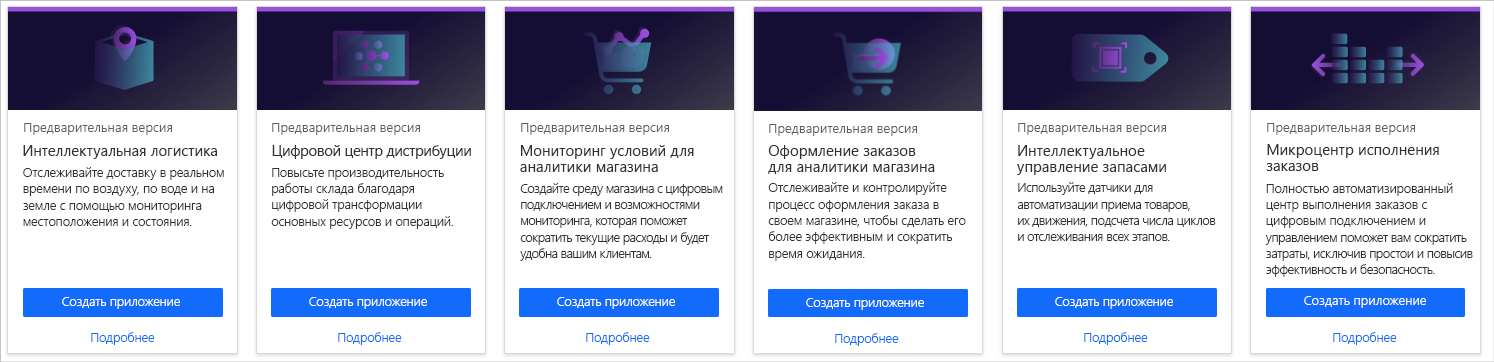 Предварительная версия
Интеллектуальная логистика
Отслеживайте доставку в реальном
времени по воздуху, по воде и на
земле с помощью мониторинга
местоположения и состояния.
Создать приложение
Подробнее
Предварительная версия
Цифровой центр дистрибуции
Повысьте производительность
работы склада благодаря
цифровой трансформации
основных ресурсов и операций.
Создать приложение
Подробнее
Предварительная версия
Мониторинг условий для
аналитики магазина
Создайте среду магазина с цифровым
подключением и возможностями
мониторинга, которая поможет
сократить текущие расходы и будет
удобна вашим клиентам.
Создать приложение
Подробнее
Предварительная версия
Оформление заказов
для аналитики магазина
Отслеживайте и контролируйте
процесс оформления заказа в
своем магазине, чтобы сделать его
более эффективным и сократить
время ожидания.
Создать приложение
Подробнее
Предварительная версия
Интеллектуальное
управление запасами
Используйте датчики для
автоматизации приема товаров,
их движения, подсчета числа циклов
и отслеживания всех этапов.
Создать приложение
Подробнее
Предварительная версия
Микроцентр исполнения
заказов
Полностью автоматизированный
центр выполнения заказов с
цифровым подключением и
управлением поможет вам сократить
затраты, исключив простои и повысив
эффективность и безопасность.
Создать приложение
Подробнее